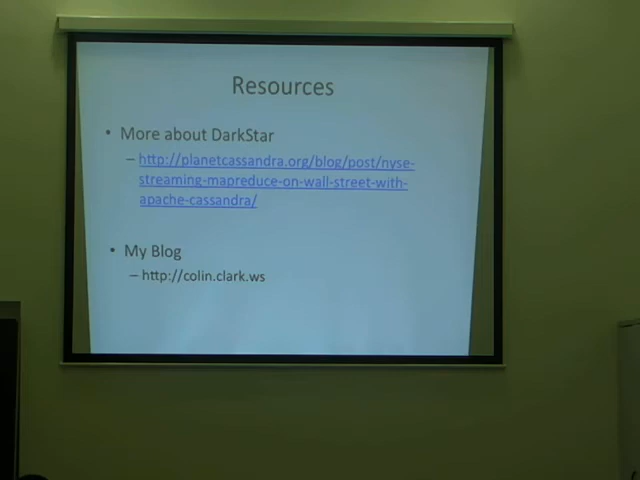 Resources
• More about DarkStar
– http://planetcassandra.org/blog/post/nyse-
streaming-mapreduce-on-wall-street-with-
apache-cassandra/
• My Blog
– http://colin.clark.ws